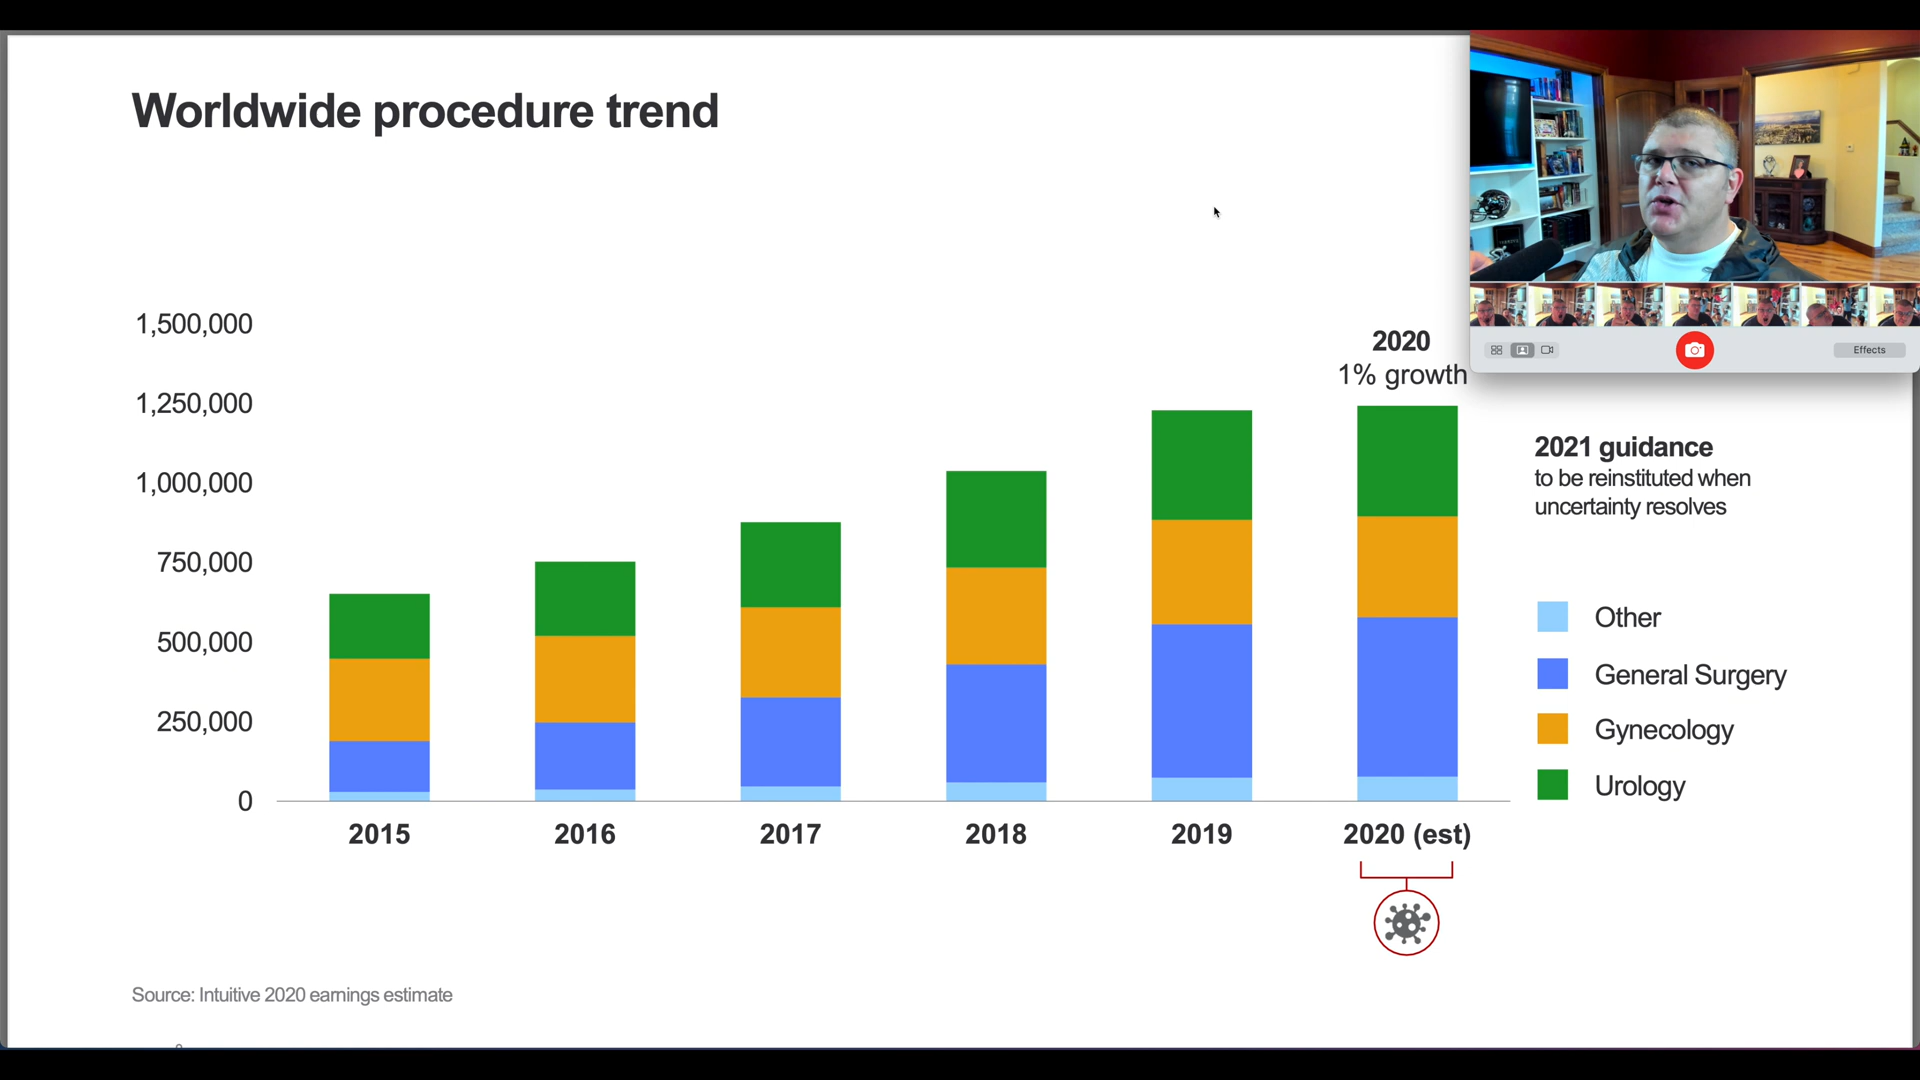 Worldwide procedure trend
1,500,000
1,250,000
1,000,000
750,000
500,000
250,000
0
2020
1% growth
2015
2016
2017
2018
2019
2020 (est)
2021 guidance
to be reinstituted when
uncertainty resolves
Other
General Surgery
Gynecology
Urology
Source: Intuitive 2020 earnings estimate
Effects